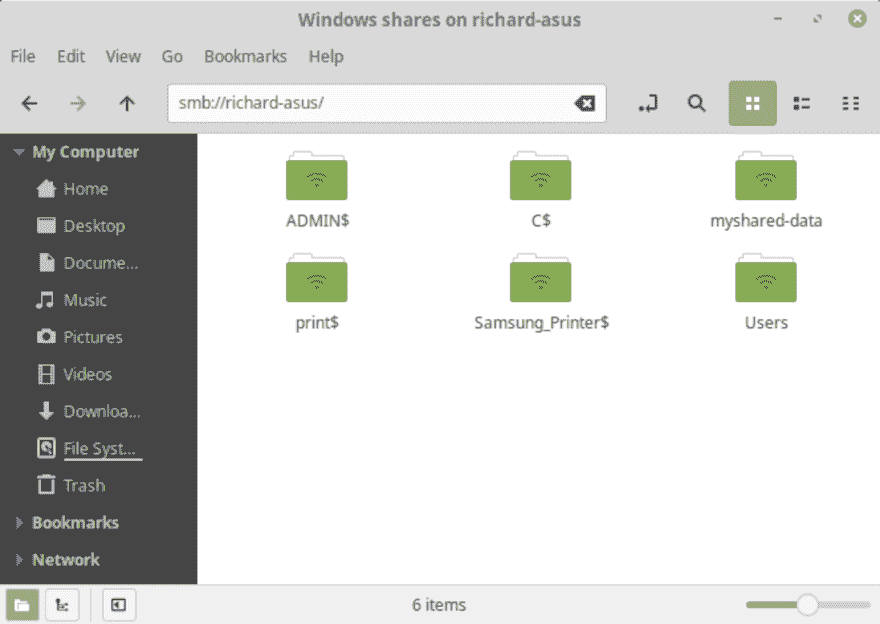 Windows shares on richard-asus
File Edit View Go Bookmarks Help
smb://richard-asus/
My Computer
Home
Desktop
Docume...
Music
Pictures
Videos
Downloa...
File Syst...
Trash
Bookmarks
Network
ADMIN$ C$ myshared-data
print$ Samsung_Printer$ Users
6 items